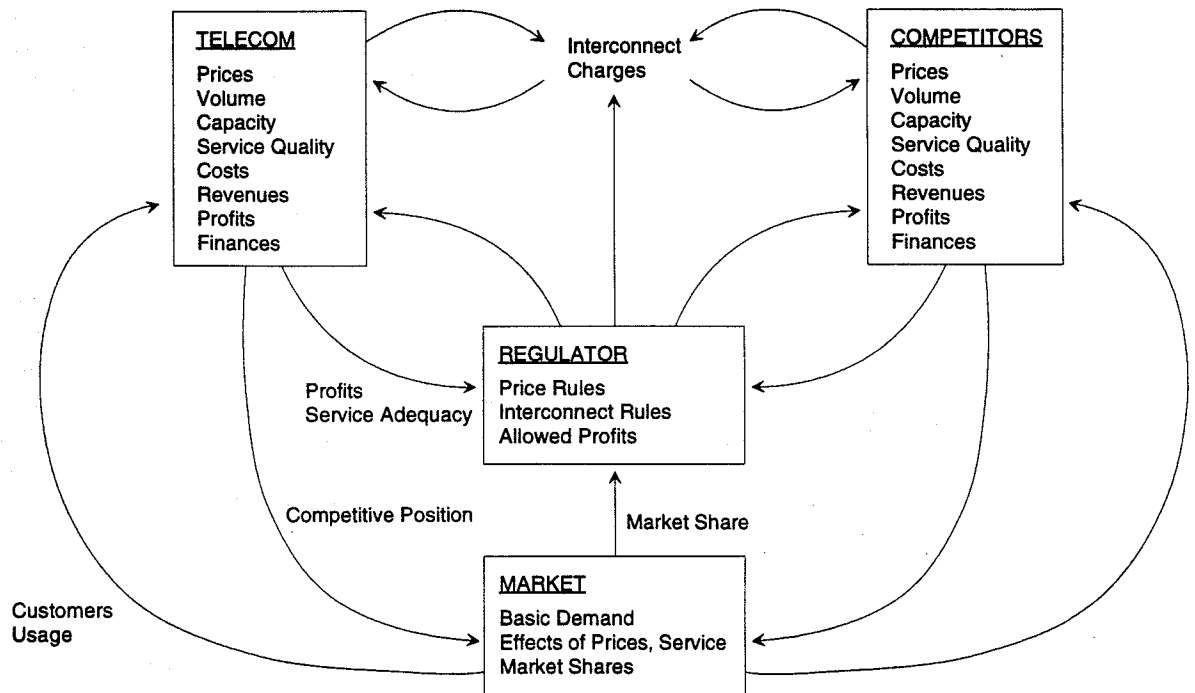 TELECOM
Prices
Volume
Capacity
Service Quality
Costs
Revenues
Profits
Finances
Interconnect
Charges
COMPETITORS
Prices
Volume
Capacity
Service Quality
Costs
Revenues
Profits
Finances
REGULATOR
Price Rules
Interconnect Rules
Allowed Profits
Profits
Service Adequacy
Competitive Position
Market Share
MARKET
Basic Demand
Effects of Prices, Service
Market Shares
Customers
Usage